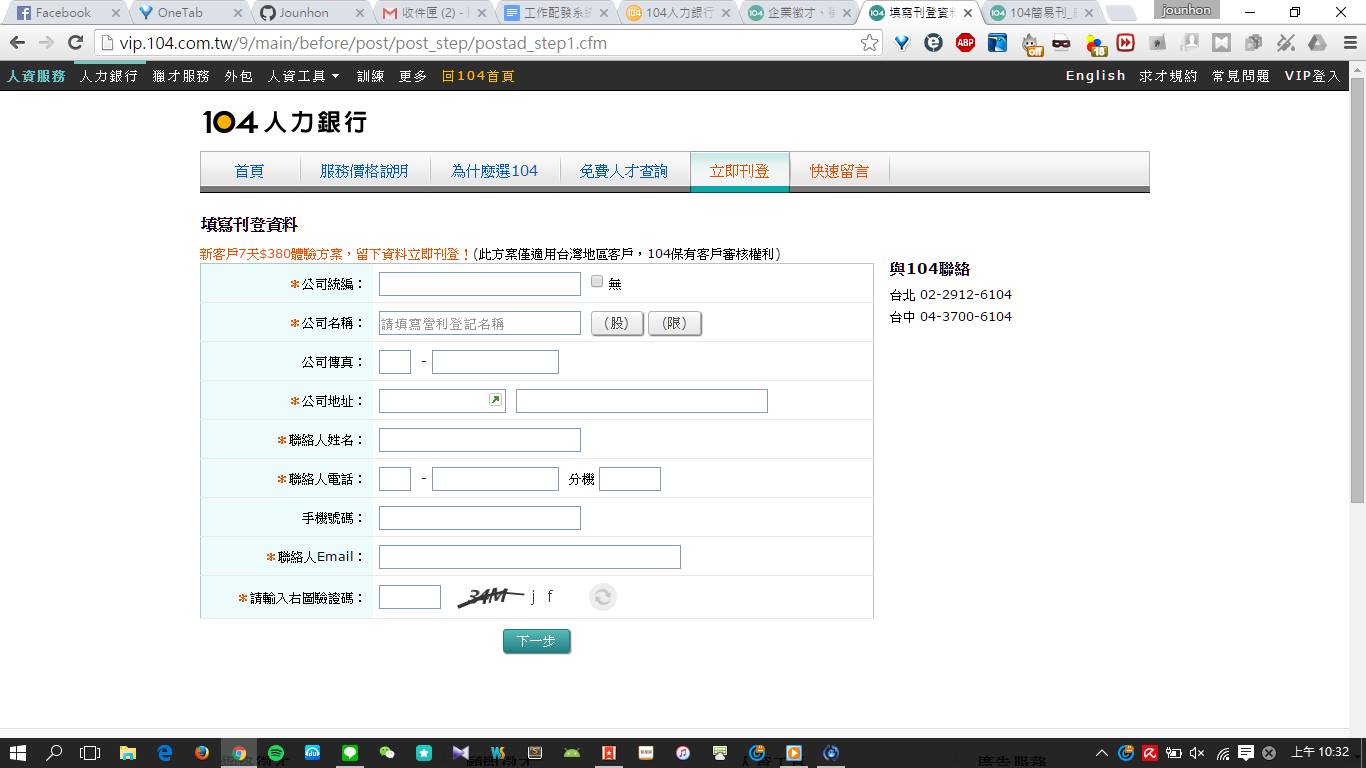 jounhon
Facebook
OneTab
Jounhon
收件匣 (2) -
工作配發系統
104人力銀行
企業徵才、
填寫刊登資料
104簡易刊
vip.104.com.tw/9/main/before/post/post_step/postad_step1.cfm
ABP
off
18
人資服務 人力銀行 獵才服務 外包 人資工具 訓練 更多 回104首頁 English 求才規約 常見問題 VIP登入
104人力銀行
首頁 服務價格說明 為什麼選104 免費人才查詢 立即刊登 快速留言
填寫刊登資料
新客戶7天$380體驗方案，留下資料立即刊登！(此方案僅適用台灣地區客戶，104保有客戶審核權利)
*公司統編： 無
*公司名稱： 請填寫營利登記名稱 (股) (限)
公司傳真： -
*公司地址：
*聯絡人姓名：
*聯絡人電話： - 分機
手機號碼：
*聯絡人Email：
*請輸入右圖驗證碼： 34M j f
下一步
與104聯絡
台北 02-2912-6104
台中 04-3700-6104
上午 10:32